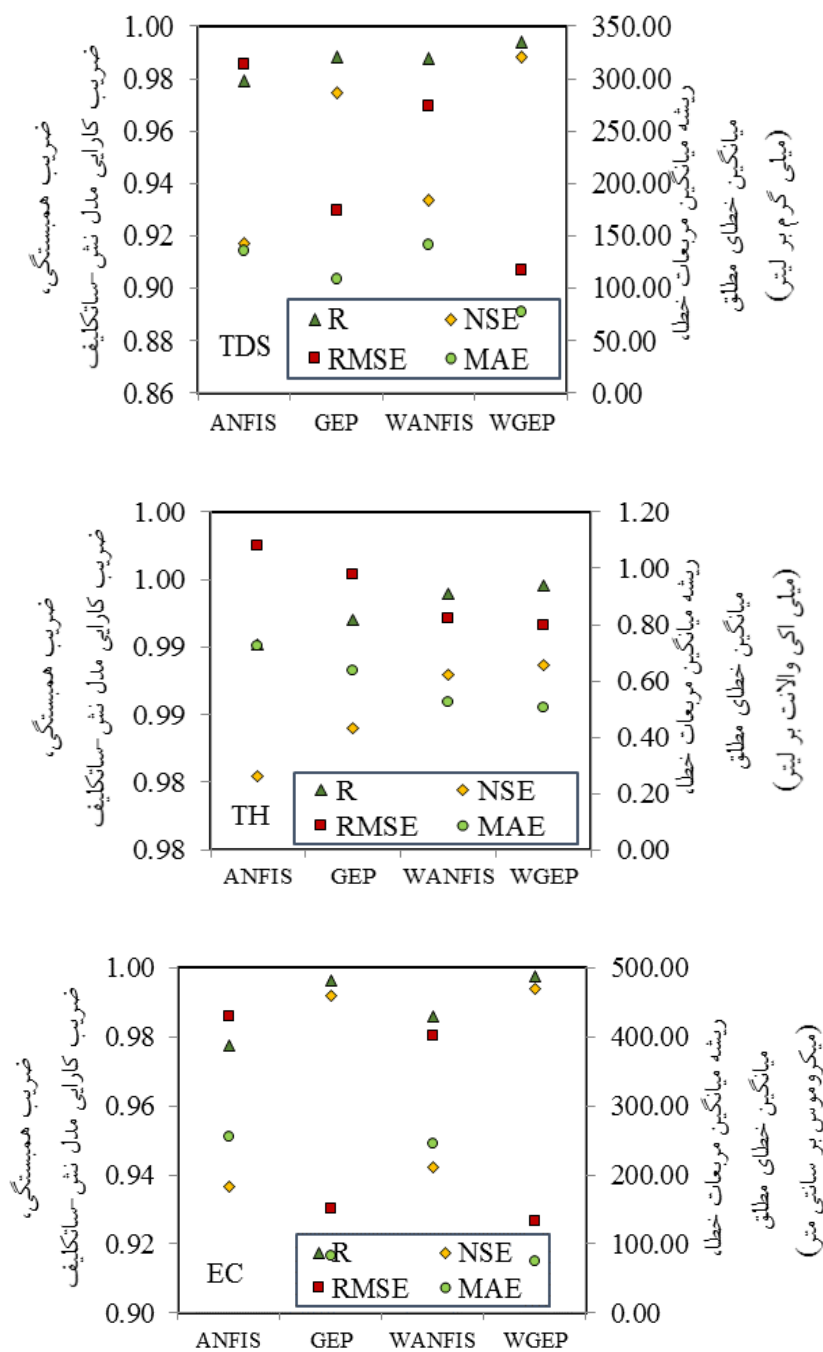 ضریب همبستگی،
ضریب کارایی مدل نش-ساتکلیف
1.00
0.98
0.96
0.94
0.92
0.90
0.88
0.86
350.00
300.00
250.00
200.00
150.00
100.00
50.00
0.00
ریشه میانگین مربعات خطا،
میانگین خطای مطلق
(میلی گرم بر لیتر)
TDS
R NSE
RMSE MAE
ANFIS GEP WANFIS WGEP
ضریب همبستگی،
ضریب کارایی مدل نش-ساتکلیف
1.00
1.00
0.99
0.99
0.98
0.98
1.20
1.00
0.80
0.60
0.40
0.20
0.00
ریشه میانگین مربعات خطا،
میانگین خطای مطلق
(میلی اکی والانت بر لیتر)
TH
R NSE
RMSE MAE
ANFIS GEP WANFIS WGEP
ضریب همبستگی،
ضریب کارایی مدل نش-ساتکلیف
1.00
0.98
0.96
0.94
0.92
0.90
500.00
400.00
300.00
200.00
100.00
0.00
ریشه میانگین مربعات خطا،
میانگین خطای مطلق
(میکروموس بر سانتی متر)
EC
R NSE
RMSE MAE
ANFIS GEP WANFIS WGEP